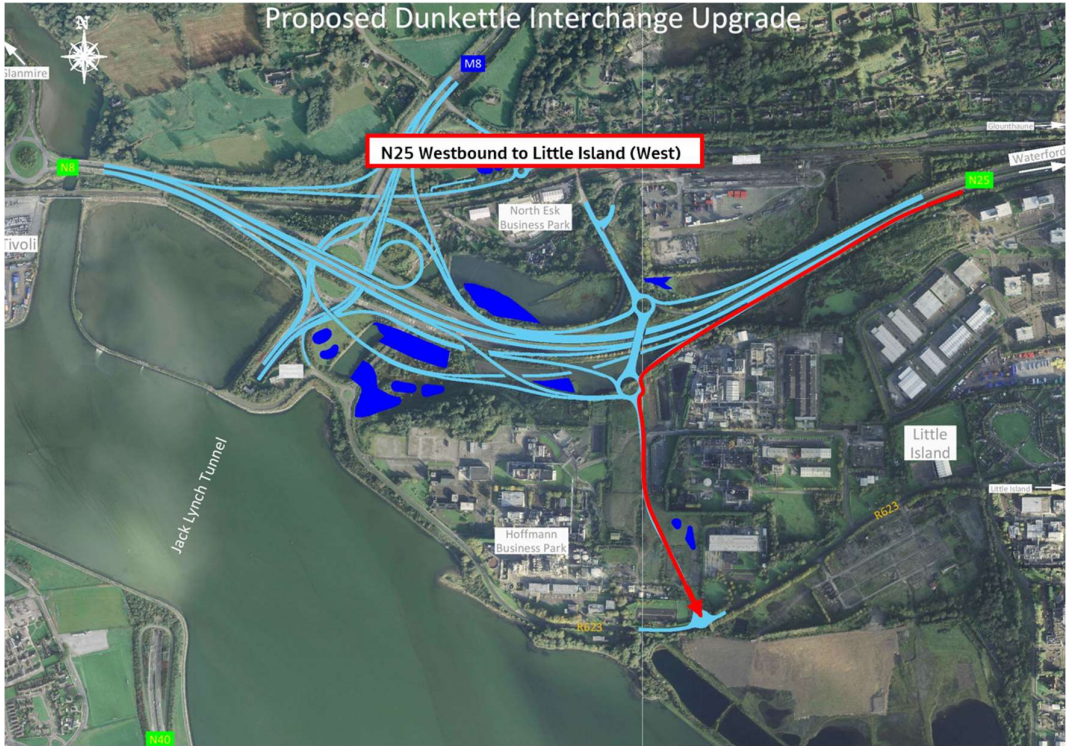 Proposed Dunkettle Interchange Upgrade
N
Glanmire
M8
N25 Westbound to Little Island (West)
Glounthaune
Waterford
N8
N25
North Esk
Business Park
Tivoli
Little
Island
Jack Lynch Tunnel
Little Island
R623
Hoffmann
Business Park
R623
N40